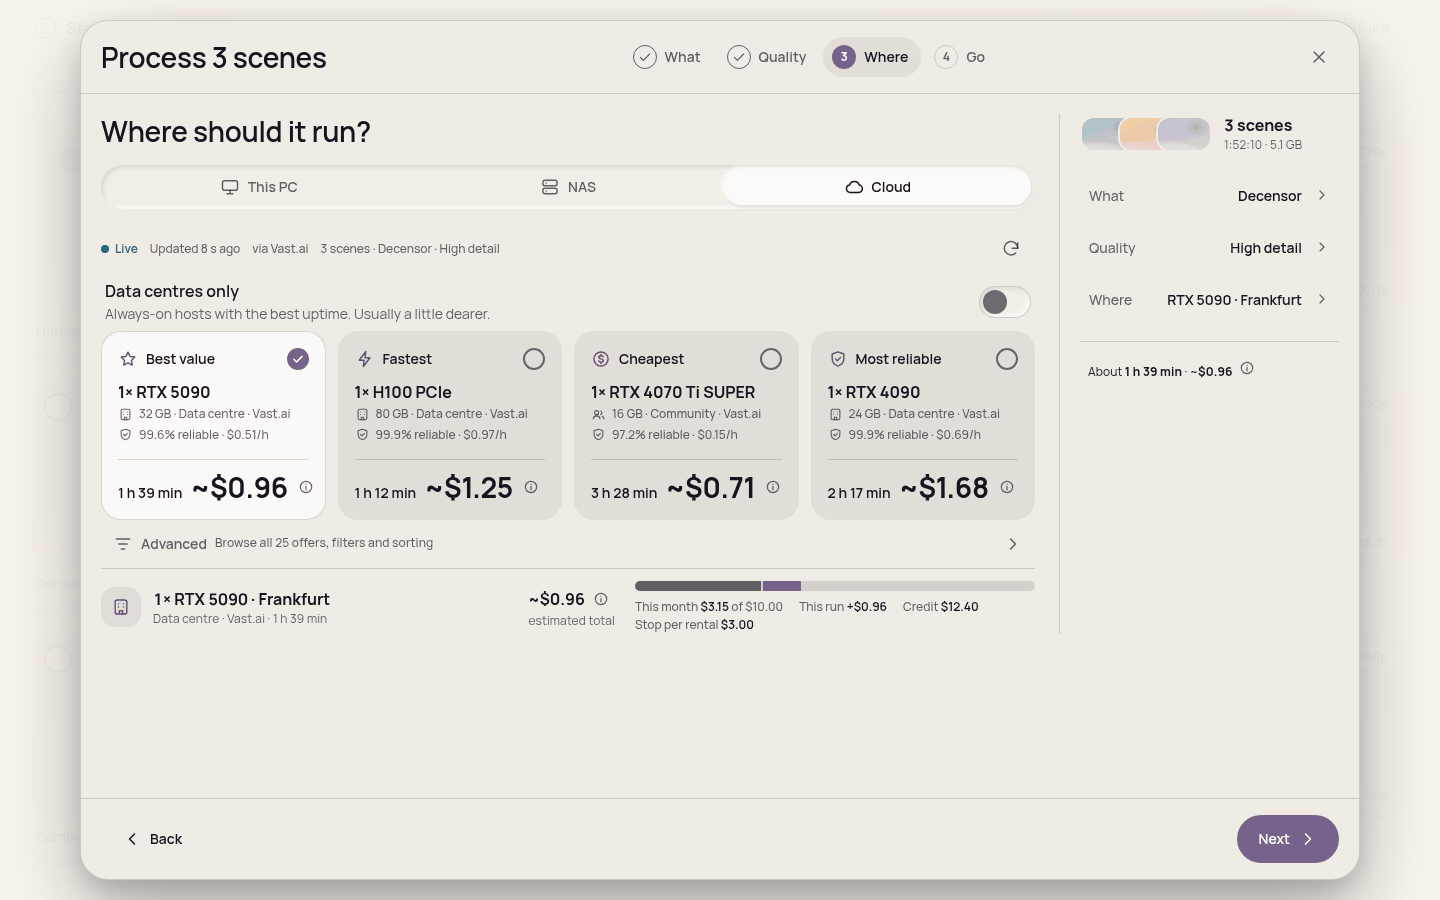 Process 3 scenes
What
Quality
3 Where
4 Go
Where should it run?
This PC
NAS
Cloud
Live Updated 8 s ago via Vast.ai 3 scenes · Decensor · High detail
Data centres only
Always-on hosts with the best uptime. Usually a little dearer.
Best value
1× RTX 5090
32 GB · Data centre · Vast.ai
99.6% reliable · $0.51/h
1 h 39 min ~$0.96
Fastest
1× H100 PCIe
80 GB · Data centre · Vast.ai
99.9% reliable · $0.97/h
1 h 12 min ~$1.25
Cheapest
1× RTX 4070 Ti SUPER
16 GB · Community · Vast.ai
97.2% reliable · $0.15/h
3 h 28 min ~$0.71
Most reliable
1× RTX 4090
24 GB · Data centre · Vast.ai
99.9% reliable · $0.69/h
2 h 17 min ~$1.68
Advanced Browse all 25 offers, filters and sorting
1× RTX 5090 · Frankfurt
Data centre · Vast.ai · 1 h 39 min
~$0.96
estimated total
This month $3.15 of $10.00 This run +$0.96 Credit $12.40
Stop per rental $3.00
3 scenes
1:52:10 · 5.1 GB
What Decensor
Quality High detail
Where RTX 5090 · Frankfurt
About 1 h 39 min · ~$0.96
Back
Next